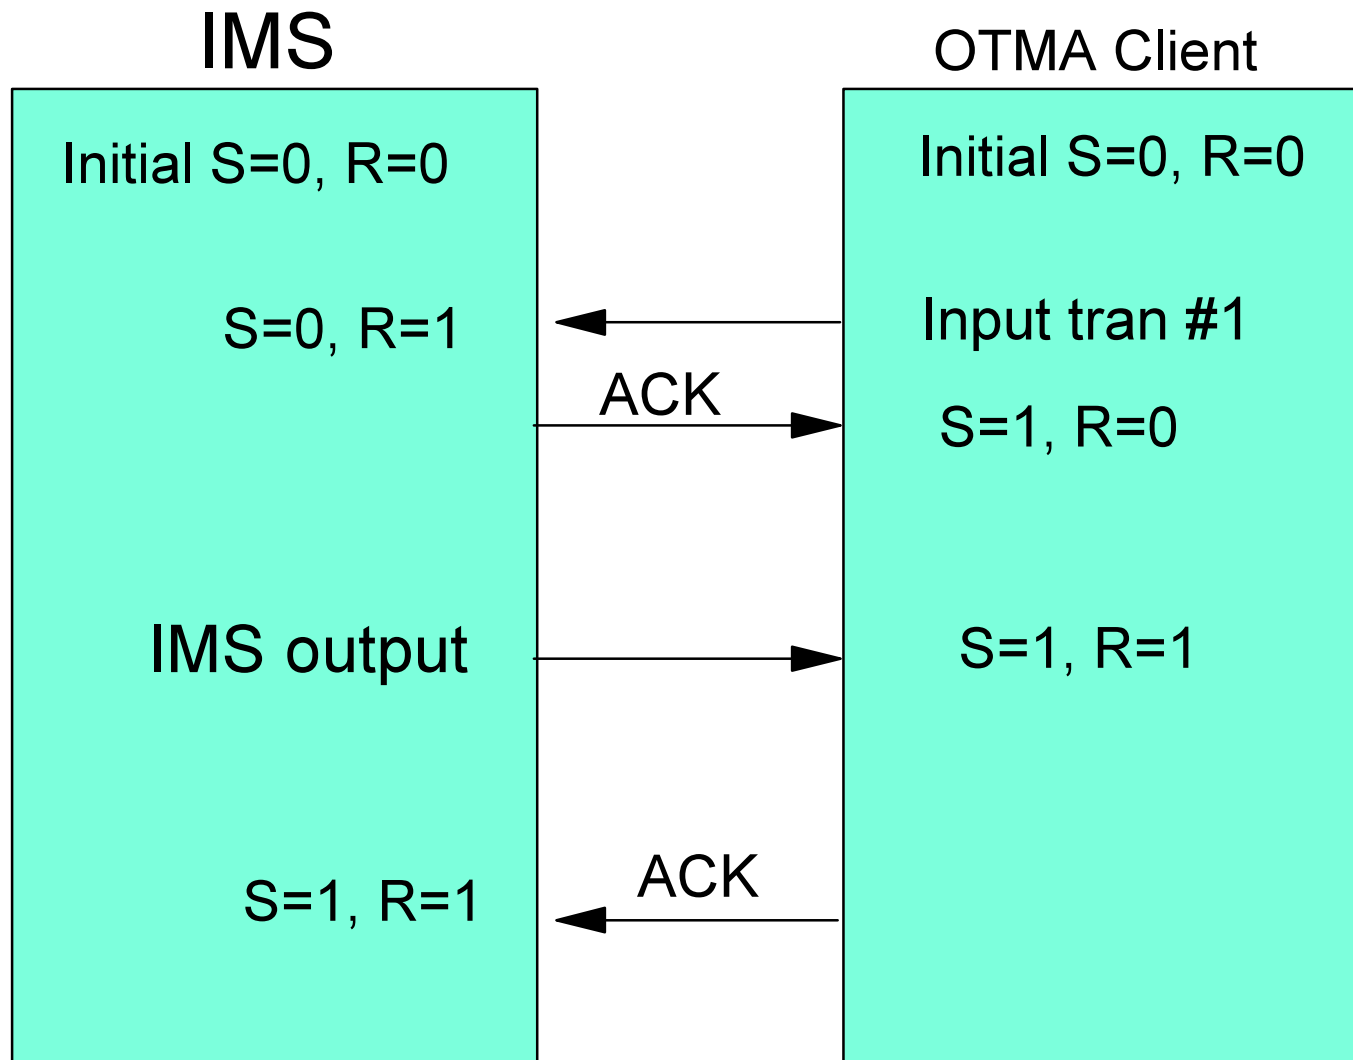 IMS
OTMA Client
Initial S=0, R=0
Initial S=0, R=0
S=0, R=1
Input tran #1
ACK
S=1, R=0
IMS output
S=1, R=1
ACK
S=1, R=1